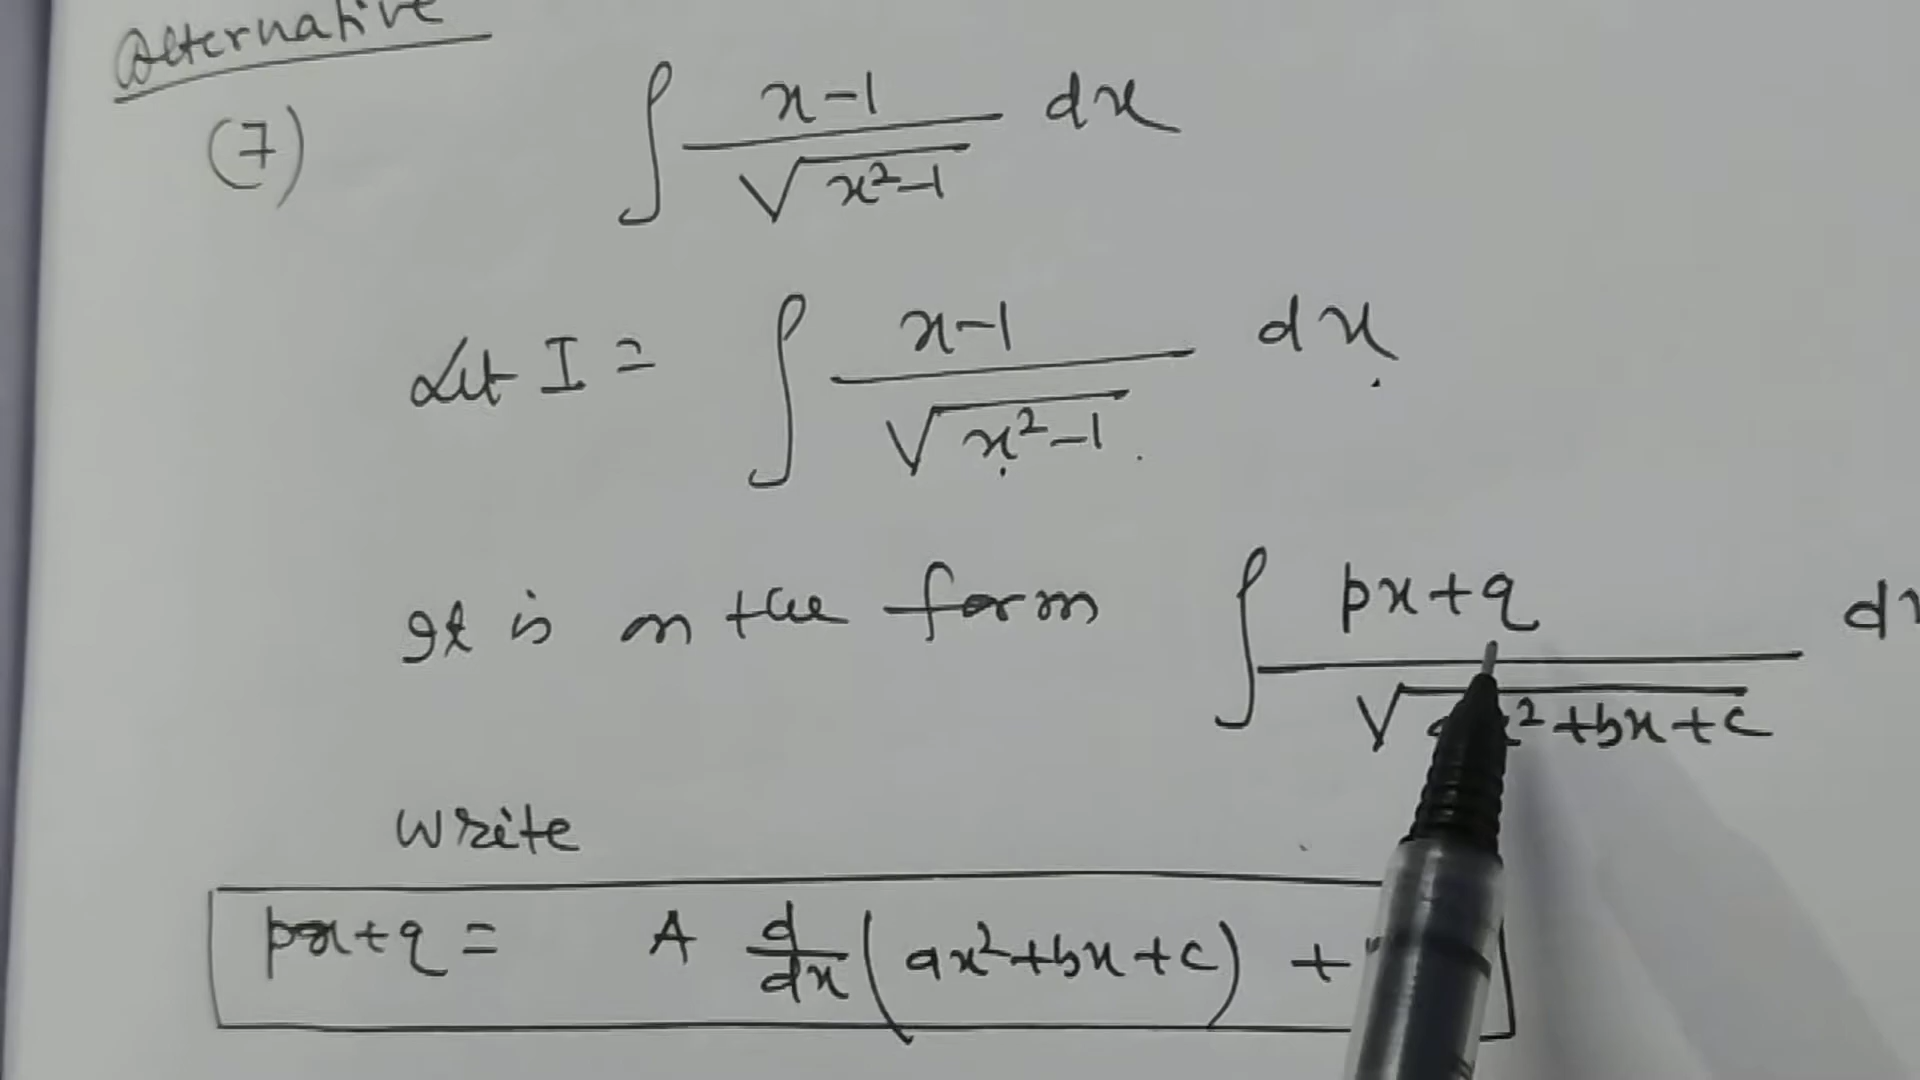 Alternative
(7) ∫ x-1 / √(x²-1) dx
Let I = ∫ x-1 / √(x²-1) dx
It is in the form ∫ px+q / √(ax²+bx+c)
Write
px+q = A d/dx (ax²+bx+c) +